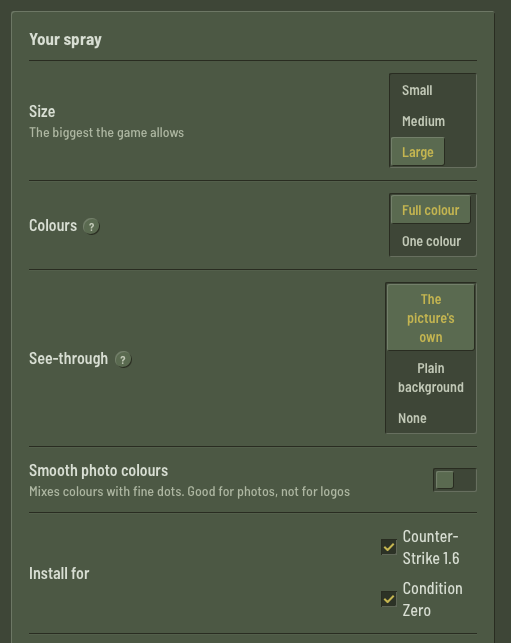 Your spray
Size
The biggest the game allows
Small
Medium
Large
Colours ?
Full colour
One colour
See-through ?
The
picture's
own
Plain
background
None
Smooth photo colours
Mixes colours with fine dots. Good for photos, not for logos
Install for
Counter-
Strike 1.6
Condition
Zero